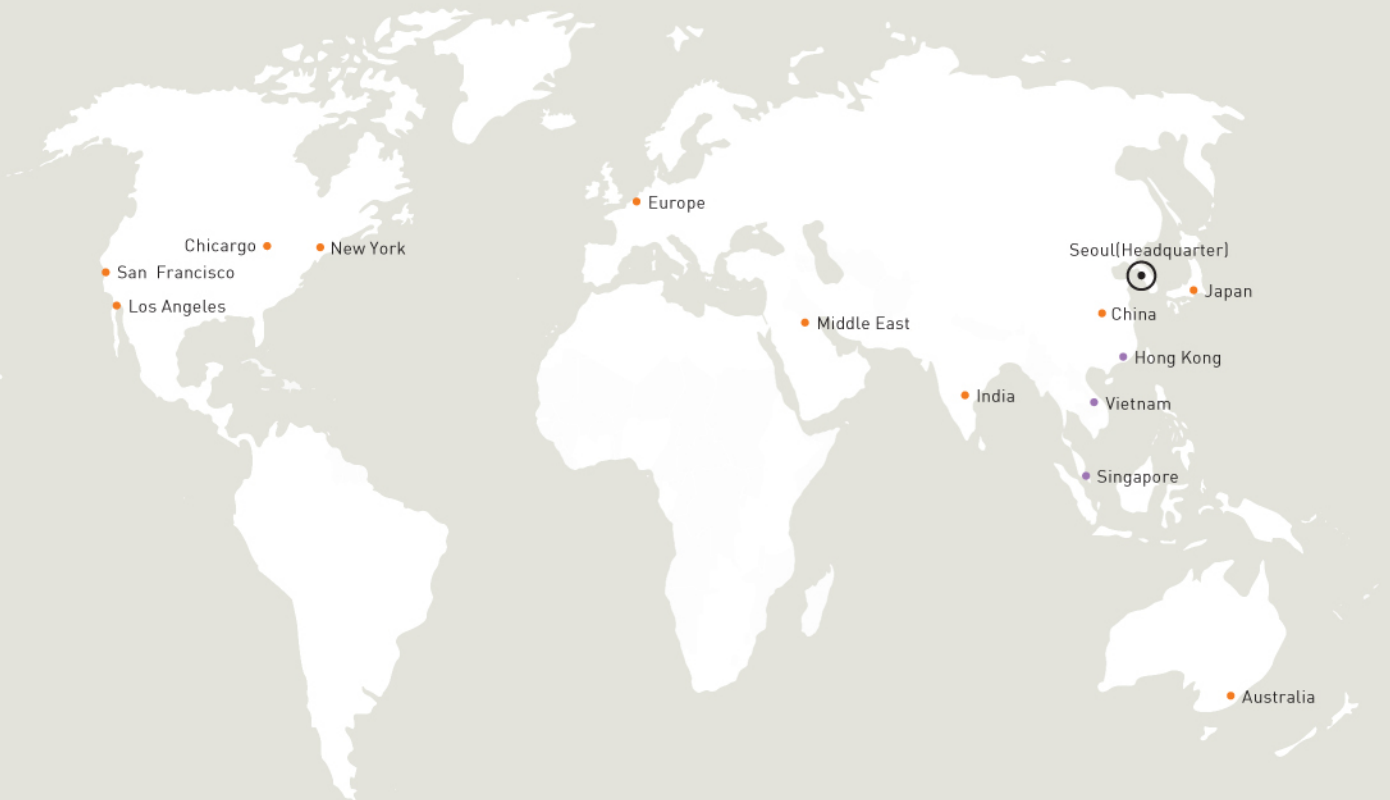 Europe
Chicargo
New York
Seoul(Headquarter)
San Francisco
Japan
Los Angeles
China
Middle East
Hong Kong
India
Vietnam
Singapore
Australia